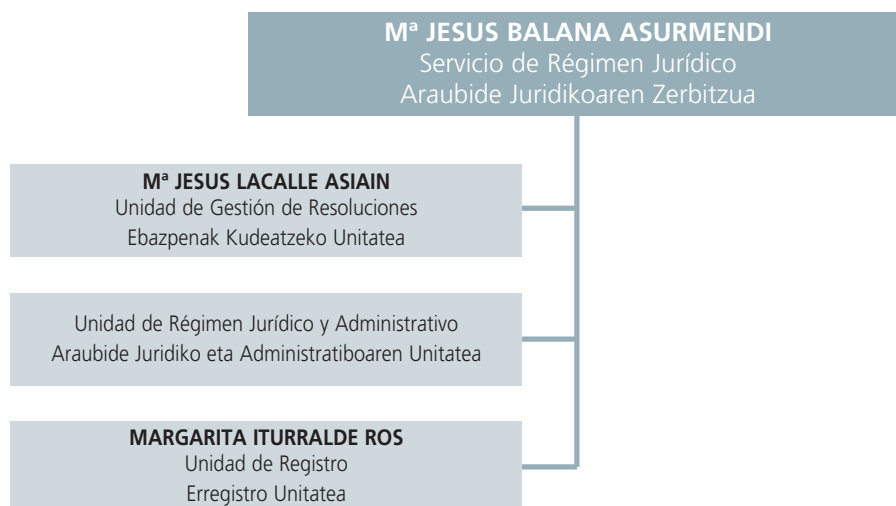 Mª JESUS BALANA ASURMENDI
Servicio de Régimen Jurídico
Araubide Juridikoaren Zerbitzua
Mª JESUS LACALLE ASIAIN
Unidad de Gestión de Resoluciones
Ebazpenak Kudeatzeko Unitatea
Unidad de Régimen Jurídico y Administrativo
Araubide Juridiko eta Administratiboaren Unitatea
MARGARITA ITURRALDE ROS
Unidad de Registro
Erregistro Unitatea